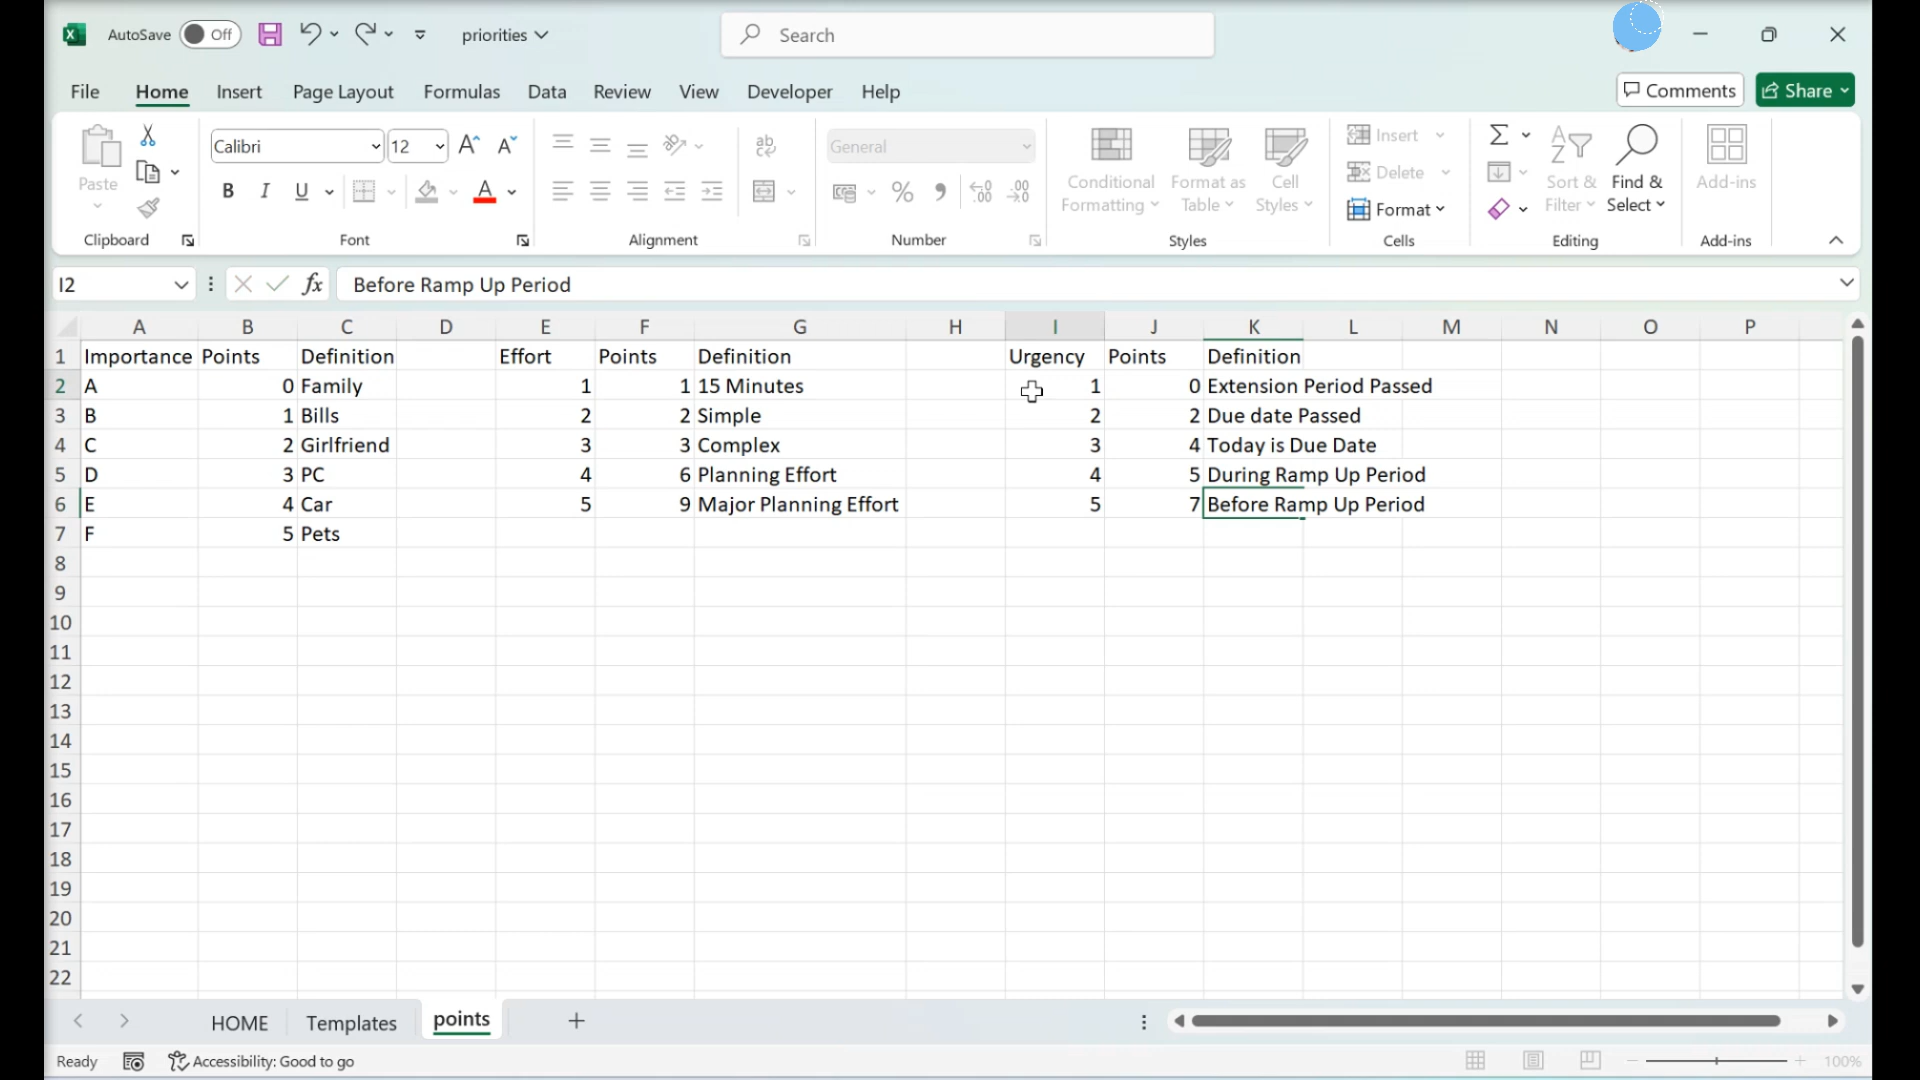 AutoSave Off priorities Search
File Home Insert Page Layout Formulas Data Review View Developer Help Comments Share
Paste Calibri 12 General Conditional Formatting Format as Table Cell Styles Insert Delete Format Sort & Filter Find & Select Add-ins
Clipboard Font Alignment Number Styles Cells Editing Add-ins
I2 fx Before Ramp Up Period
A B C D E F G H I J K L M N O P
1 Importance Points Definition Effort Points Definition Urgency Points Definition
2 A 0 Family 1 1 15 Minutes 1 0 Extension Period Passed
3 B 1 Bills 2 2 Simple 2 2 Due date Passed
4 C 2 Girlfriend 3 3 Complex 3 4 Today is Due Date
5 D 3 PC 4 6 Planning Effort 4 5 During Ramp Up Period
6 E 4 Car 5 9 Major Planning Effort 5 7 Before Ramp Up Period
7 F 5 Pets
8
9
10
11
12
13
14
15
16
17
18
19
20
21
22
HOME Templates points
Ready Accessibility: Good to go 100%